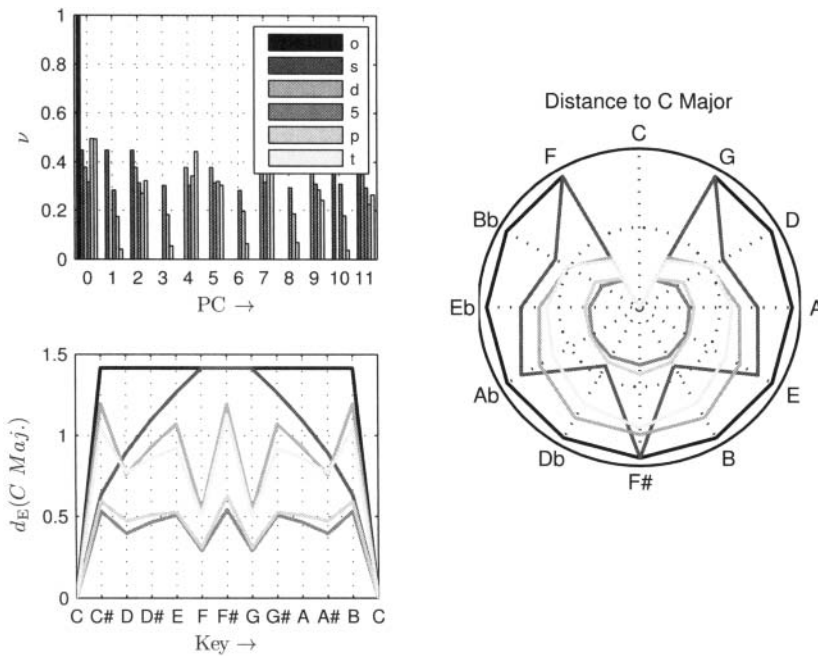 1
0.8
0.6
0.4
0.2
0
ν
o
s
d
5
p
t
0 1 2 3 4 5 6 7 8 9 10 11
PC →
1.5
1
0.5
0
d_E(C Maj.)
C C# D D# E F F# G G# A A# B C
Key →
Distance to C Major
C
F G
Bb D
Eb A
Ab E
Db B
F#